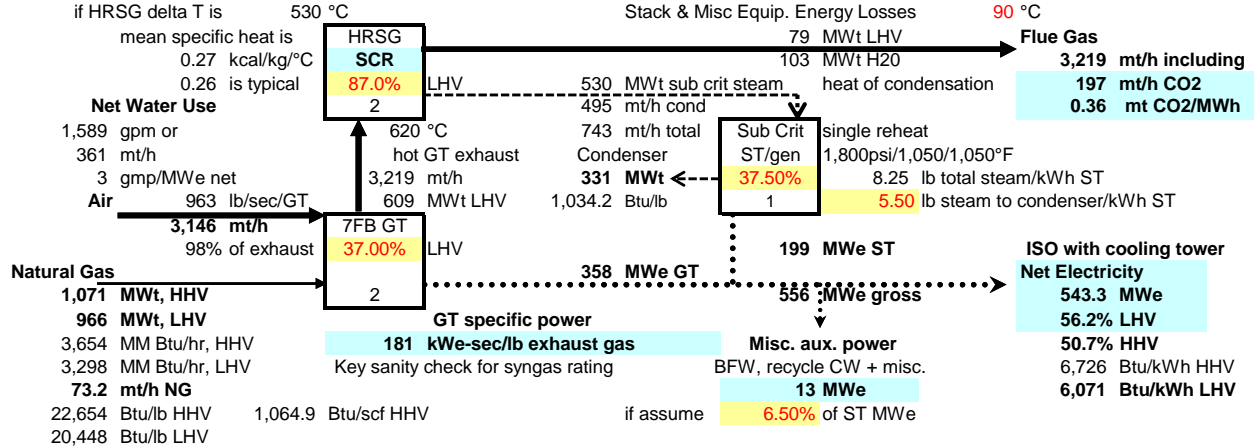 if HRSG delta T is 530 °C Stack & Misc Equip. Energy Losses 90 °C
mean specific heat is HRSG 79 MWt LHV Flue Gas
0.27 kcal/kg/°C SCR 103 MWt H20 3,219 mt/h including
0.26 is typical 87.0% LHV 530 MWt sub crit steam heat of condensation 197 mt/h CO2
Net Water Use 2 495 mt/h cond 0.36 mt CO2/MWh
1,589 gpm or 620 °C 743 mt/h total Sub Crit single reheat
361 mt/h hot GT exhaust Condenser ST/gen 1,800psi/1,050/1,050°F
3 gmp/MWe net 3,219 mt/h 331 MWt 37.50% 8.25 lb total steam/kWh ST
Air 963 lb/sec/GT 609 MWt LHV 1,034.2 Btu/lb 1 5.50 lb steam to condenser/kWh ST
3,146 mt/h 7FB GT
98% of exhaust 37.00% LHV 199 MWe ST ISO with cooling tower
Natural Gas 358 MWe GT Net Electricity
1,071 MWt, HHV 2 556 MWe gross 543.3 MWe
966 MWt, LHV GT specific power 56.2% LHV
3,654 MM Btu/hr, HHV 181 kWe-sec/lb exhaust gas Misc. aux. power 50.7% HHV
3,298 MM Btu/hr, LHV Key sanity check for syngas rating BFW, recycle CW + misc. 6,726 Btu/kWh HHV
73.2 mt/h NG 13 MWe 6,071 Btu/kWh LHV
22,654 Btu/lb HHV 1,064.9 Btu/scf HHV if assume 6.50% of ST MWe
20,448 Btu/lb LHV